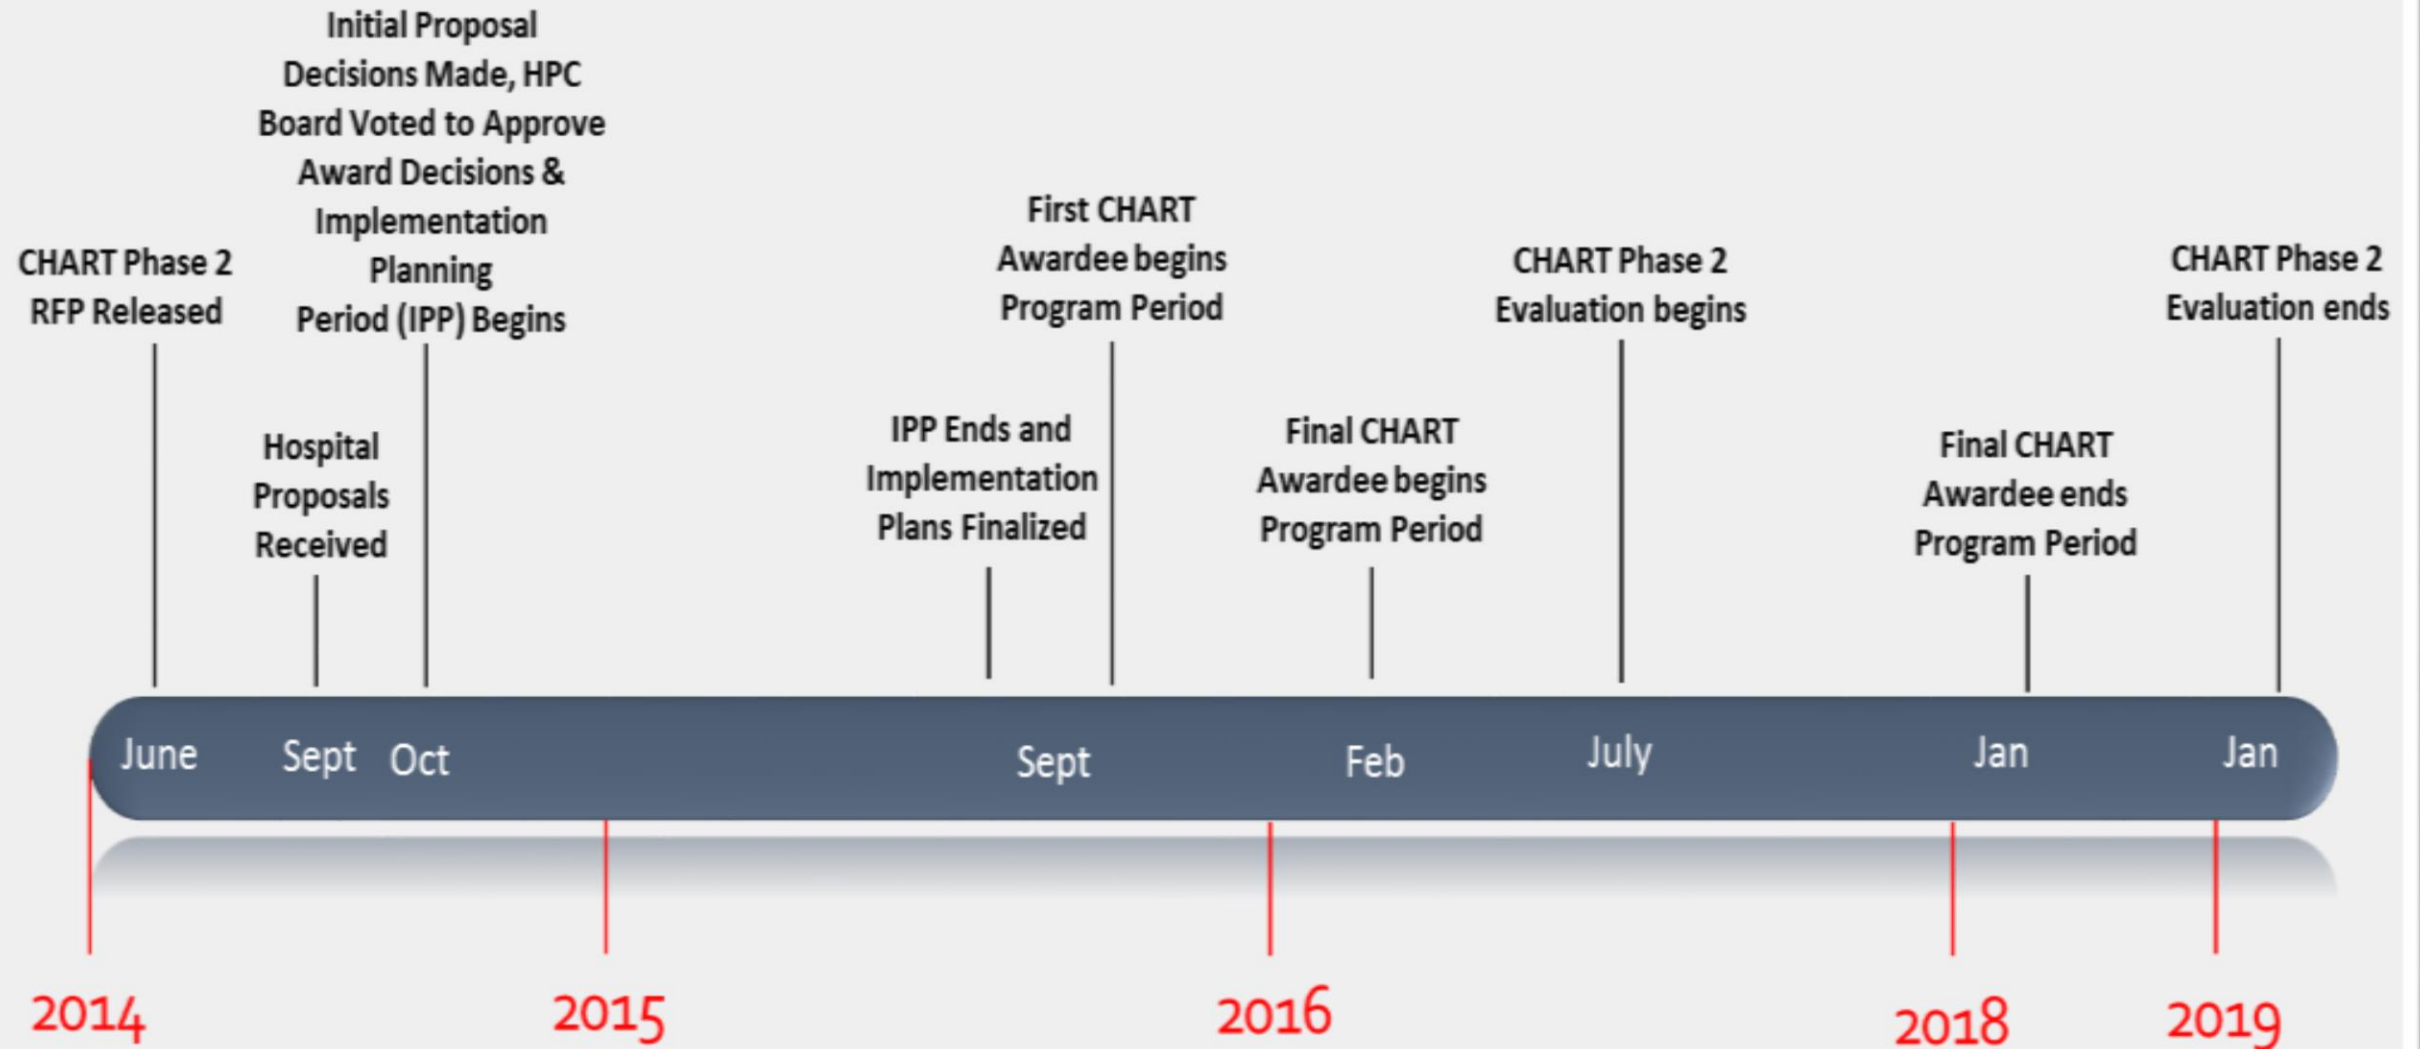 Initial Proposal
Decisions Made, HPC
Board Voted to Approve
Award Decisions &
Implementation
Planning
Period (IPP) Begins
CHART Phase 2
RFP Released
Hospital
Proposals
Received
First CHART
Awardee begins
Program Period
IPP Ends and
Implementation
Plans Finalized
Final CHART
Awardee begins
Program Period
CHART Phase 2
Evaluation begins
Final CHART
Awardee ends
Program Period
CHART Phase 2
Evaluation ends
June Sept Oct Sept Feb July Jan Jan
2014 2015 2016 2018 2019